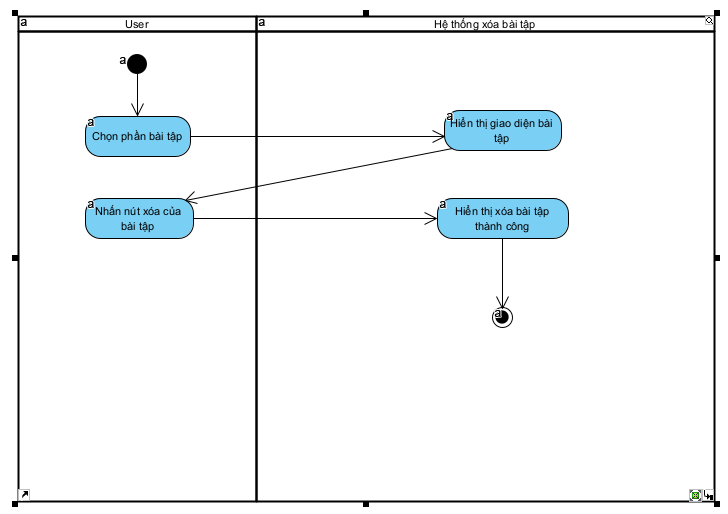 a User
a Hệ thống xóa bài tập
a
a
Chọn phần bài tập
a
Hiển thị giao diện bài
tập
a
Nhấn nút xóa của
bài tập
a
Hiển thị xóa bài tập
thành công
a